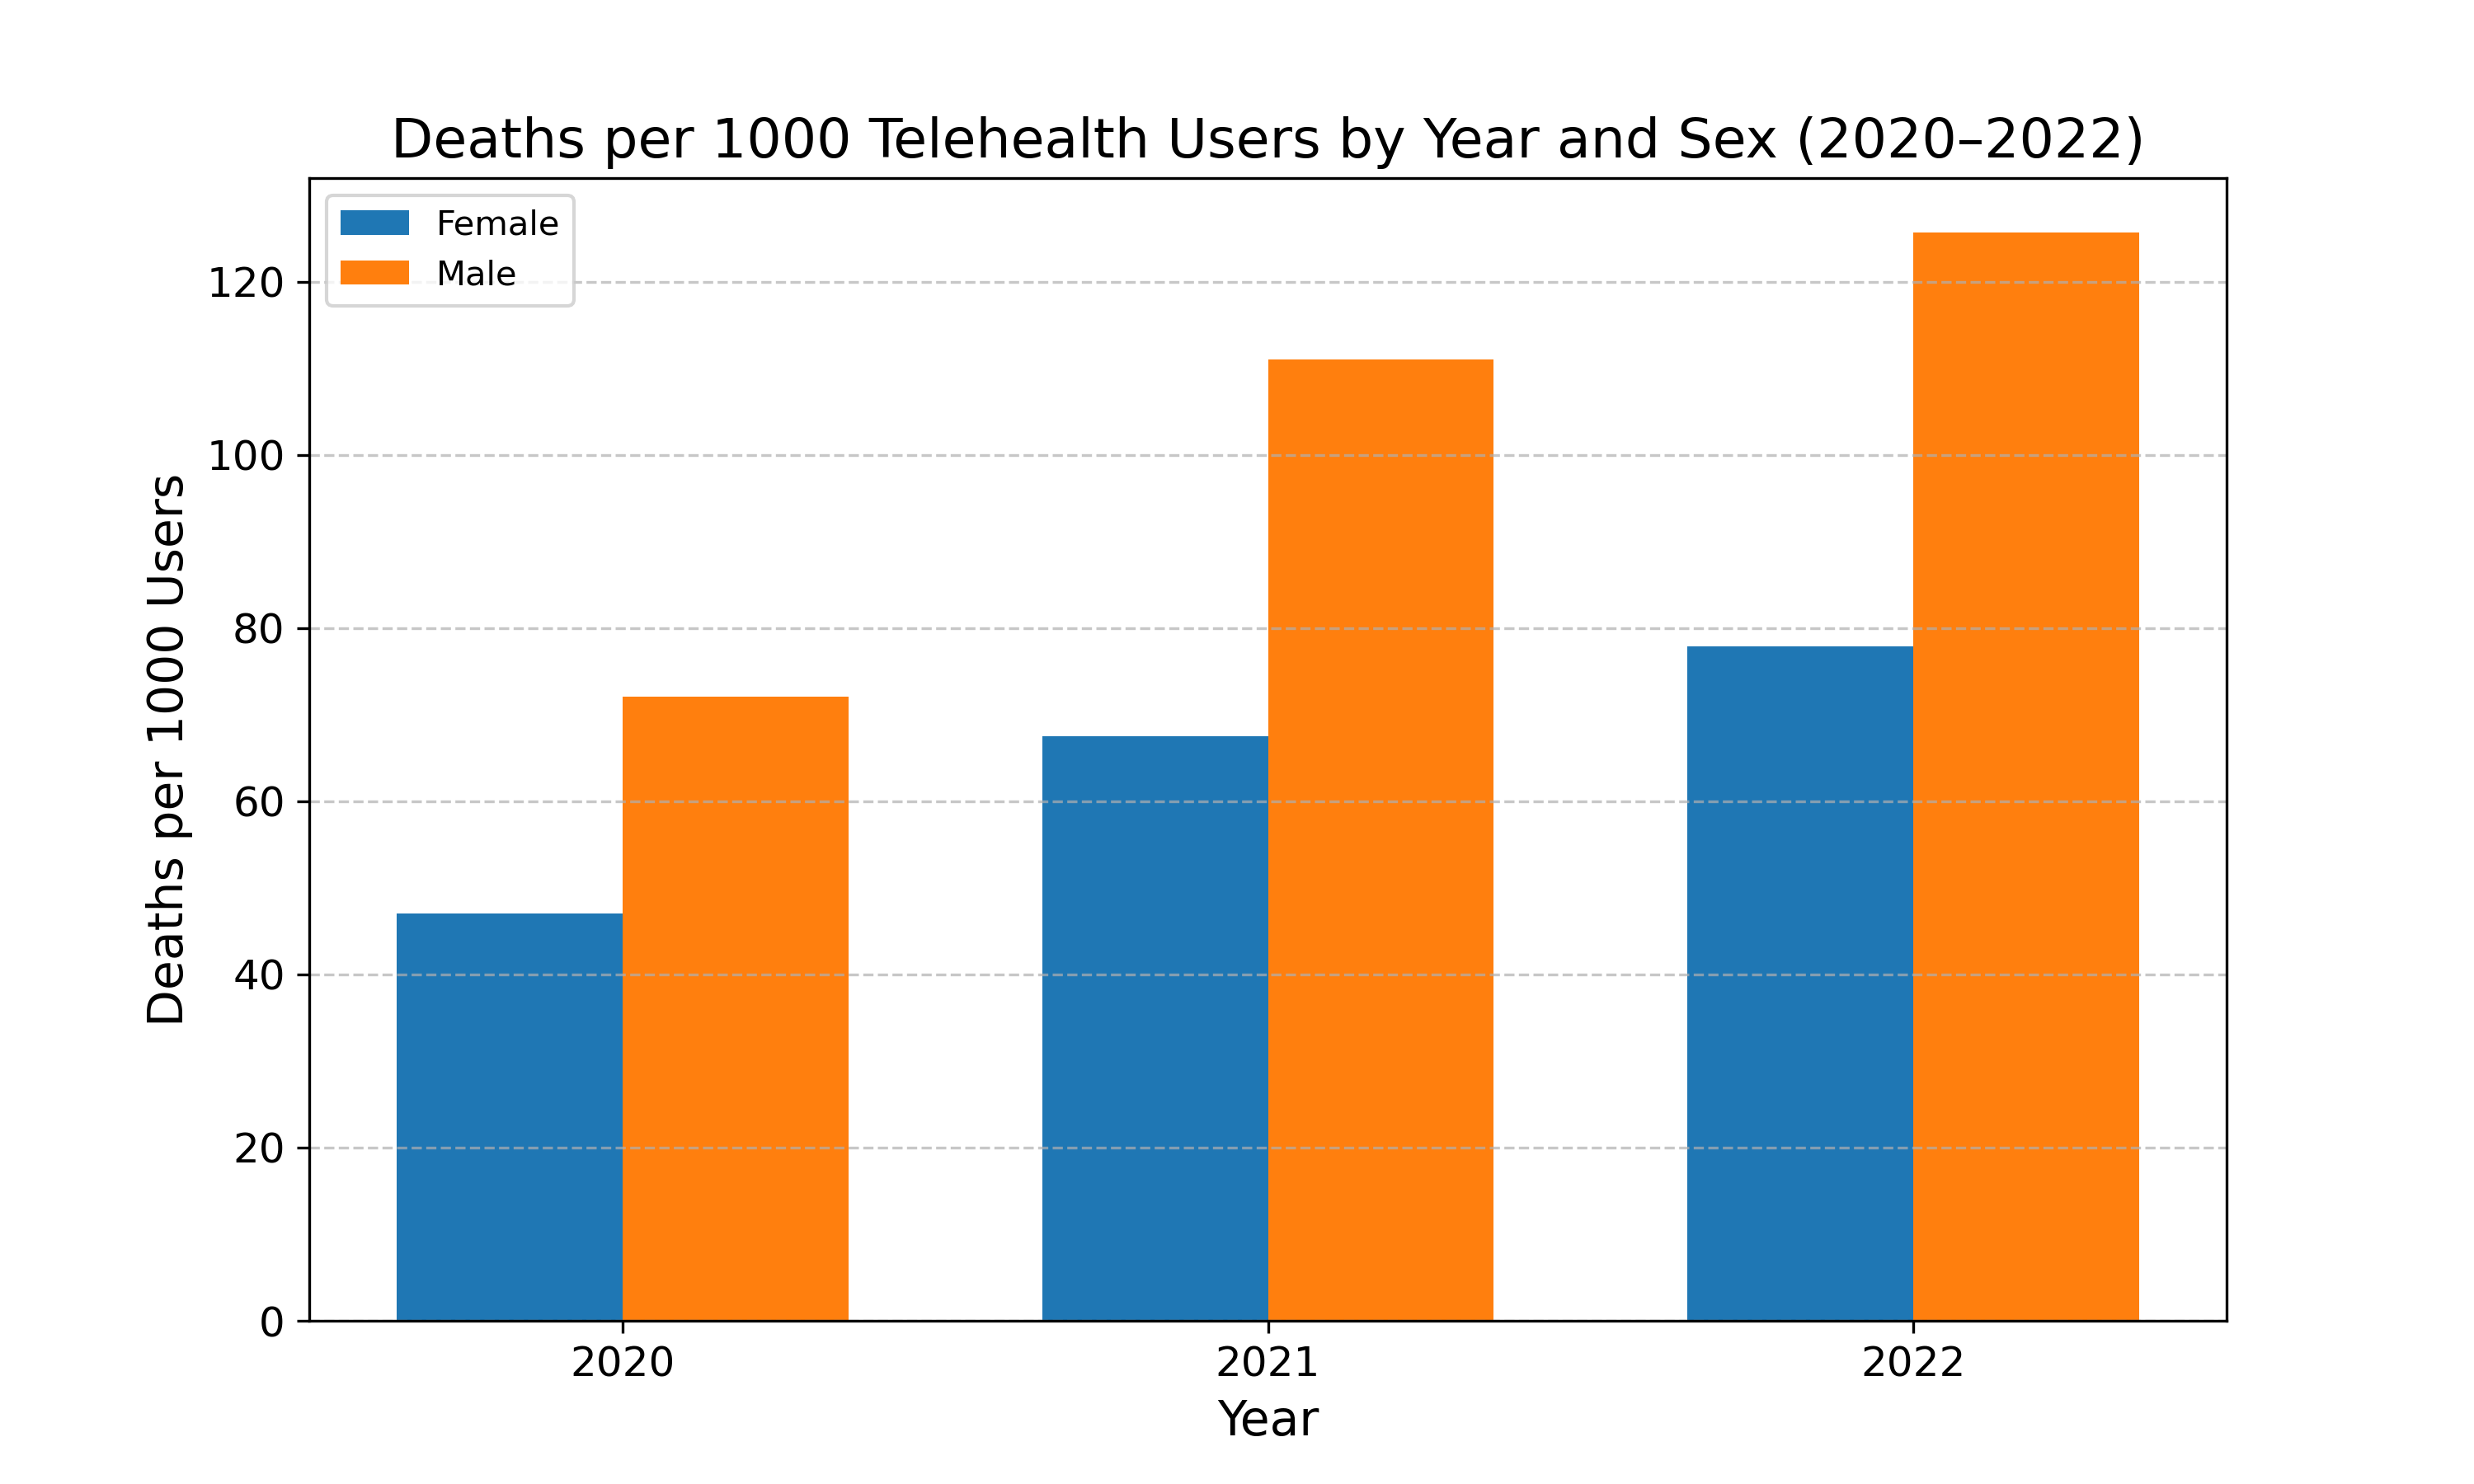 Deaths per 1000 Telehealth Users by Year and Sex (2020–2022)
Female
Male
120
100
80
60
40
20
0
Deaths per 1000 Users
2020
2021
2022
Year